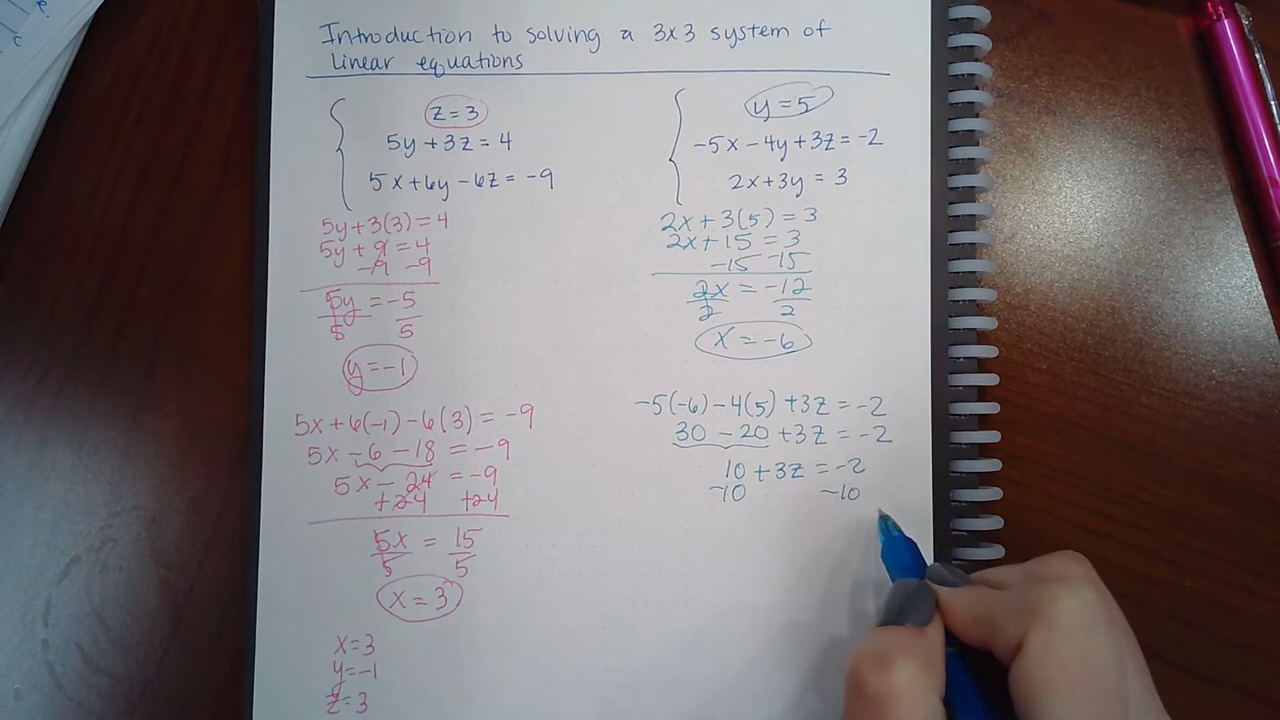 Introduction to solving a 3x3 system of
linear equations
z=3
5y+3z=4
5x+6y-6z=-9
5y+3(3)=4
5y+9=4
-9 -9
5y=-5
5 5
y=-1
5x+6(-1)-6(3)=-9
5x-6-18=-9
5x-24=-9
+24 +24
5x=15
5 5
x=3
x=3
y=-1
z=3
y=5
-5x-4y+3z=-2
2x+3y=3
2x+3(5)=3
2x+15=3
-15 -15
2x=-12
2 2
x=-6
-5(-6)-4(5)+3z=-2
30-20+3z=-2
10+3z=-2
-10 -10